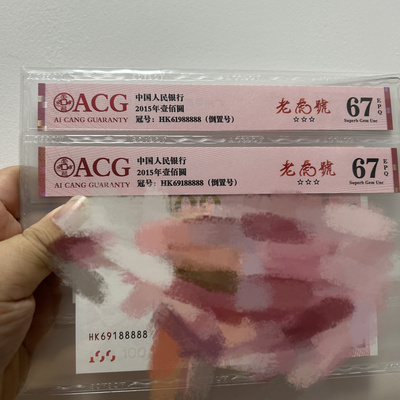 ACG
AI CANG GUARANTY
中国人民银行
2015年壹佰圆
冠号：HK61988888（倒置号）
老虎號
☆☆☆
67 EPQ
Superb Gem Unc
ACG
AI CANG GUARANTY
中国人民银行
2015年壹佰圆
冠号：HK69188888（倒置号）
老虎號
☆☆☆
67 EPQ
Superb Gem Unc
HK69188888
100